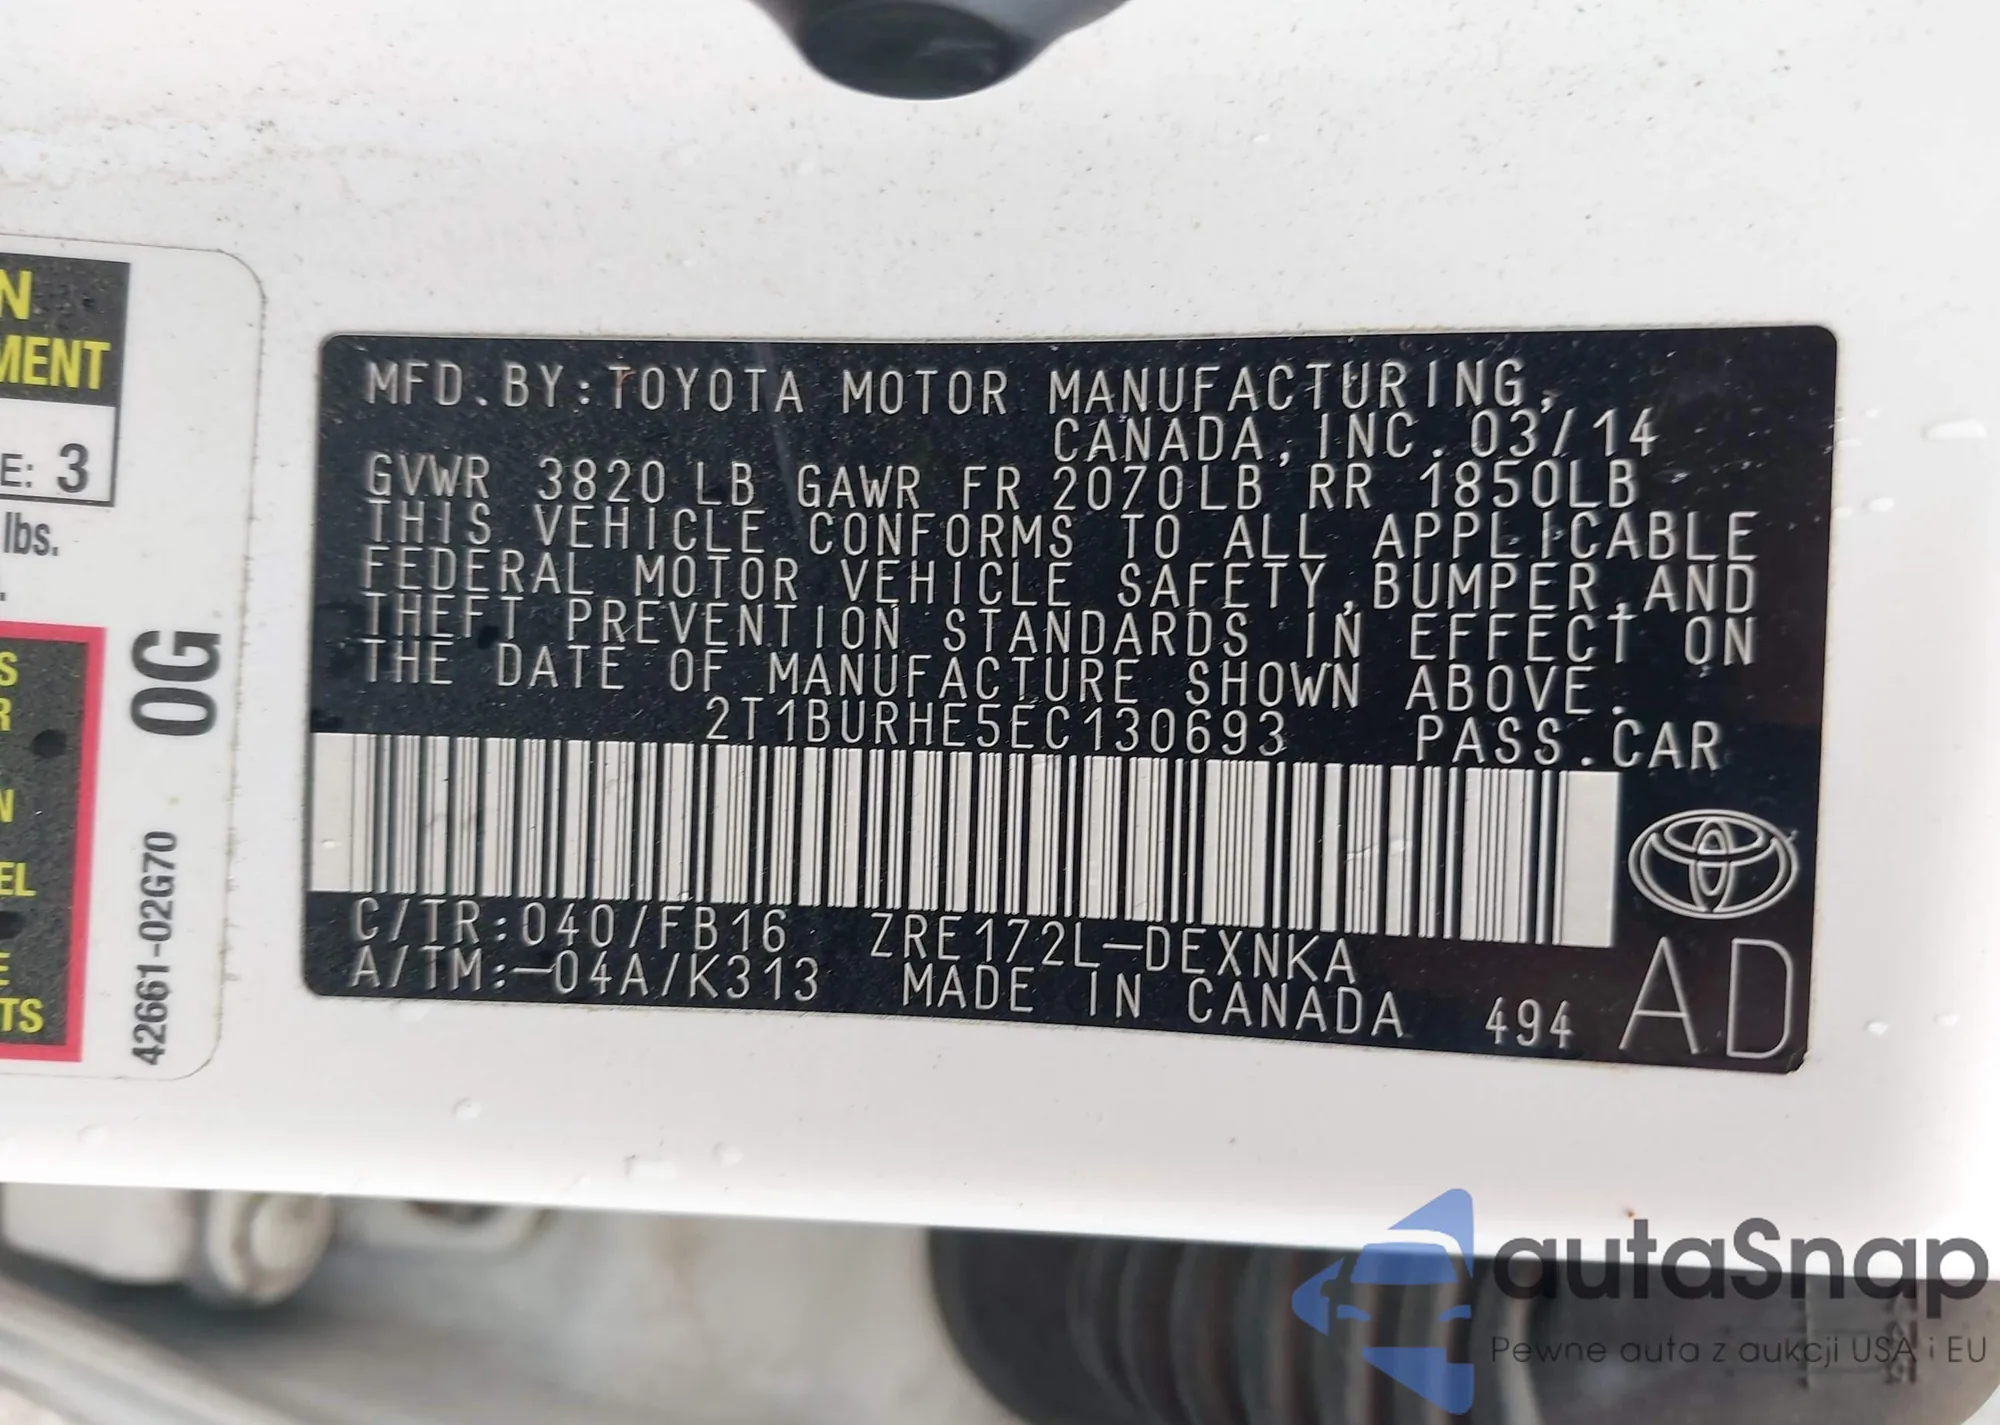 N
MENT
E: 3
lbs.
S
R
N
EL
E
TS
0G
42661-02G70
MFD.BY:TOYOTA MOTOR MANUFACTURING,
CANADA,INC.03/14
GVWR 3820 LB GAWR FR 2070LB RR 1850LB
THIS VEHICLE CONFORMS TO ALL APPLICABLE
FEDERAL MOTOR VEHICLE SAFETY,BUMPER,AND
THEFT PREVENTION STANDARDS IN EFFECT ON
THE DATE OF MANUFACTURE SHOWN ABOVE.
2T1BURHE5EC130693 PASS.CAR
C/TR:040/FB16 ZRE172L-DEXNKA
A/TM:-04A/K313 MADE IN CANADA 494 AD
autaSnap
Pewne auta z aukcji USA i EU